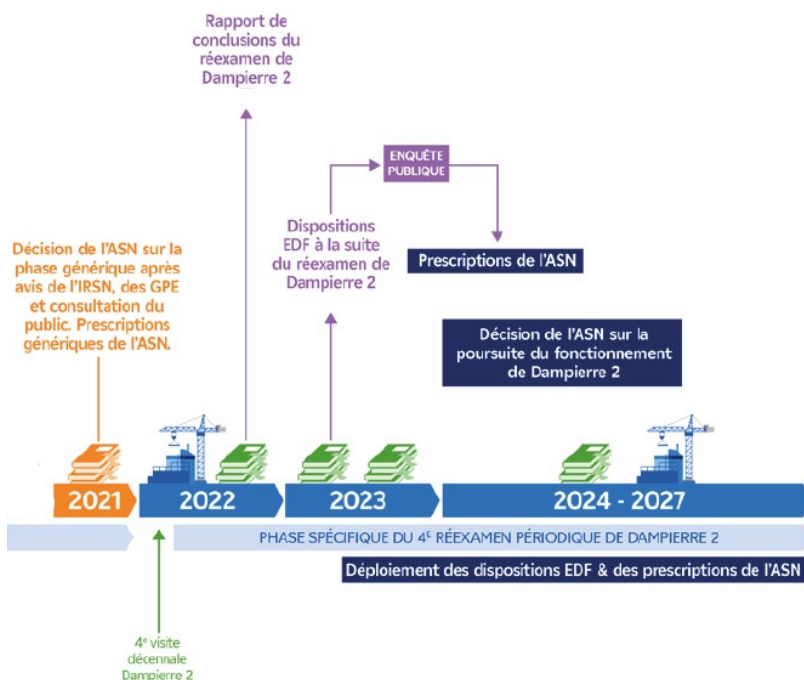 Rapport de
conclusions du
réexamen de
Dampierre 2
ENQUÊTE
PUBLIQUE
Dispositions
EDF à la suite
du réexamen de
Dampierre 2
Prescriptions de l'ASN
Décision de l'ASN sur la
phase générique après
avis de l'IRSN, des GPE
et consultation du
public. Prescriptions
génériques de l'ASN.
Décision de l'ASN sur la
poursuite du fonctionnement
de Dampierre 2
2021
2022
2023
2024 - 2027
PHASE SPÉCIFIQUE DU 4E RÉEXAMEN PÉRIODIQUE DE DAMPIERRE 2
Déploiement des dispositions EDF & des prescriptions de l'ASN
4e visite
décennale
Dampierre 2